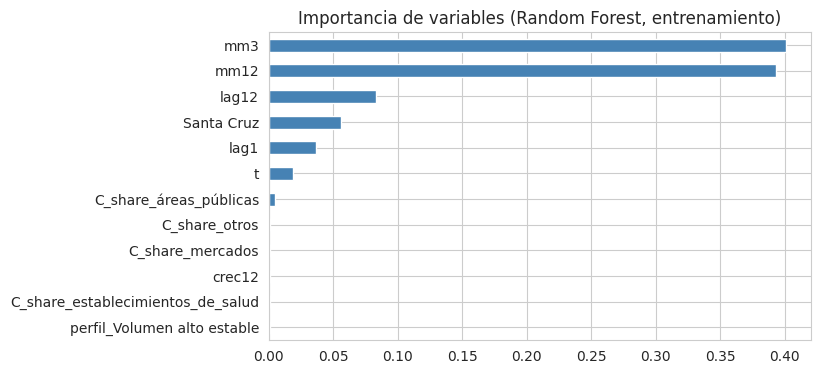 Importancia de variables (Random Forest, entrenamiento)
mm3
mm12
lag12
Santa Cruz
lag1
t
C_share_áreas_públicas
C_share_otros
C_share_mercados
crec12
C_share_establecimientos_de_salud
perfil_Volumen alto estable
0.00 0.05 0.10 0.15 0.20 0.25 0.30 0.35 0.40